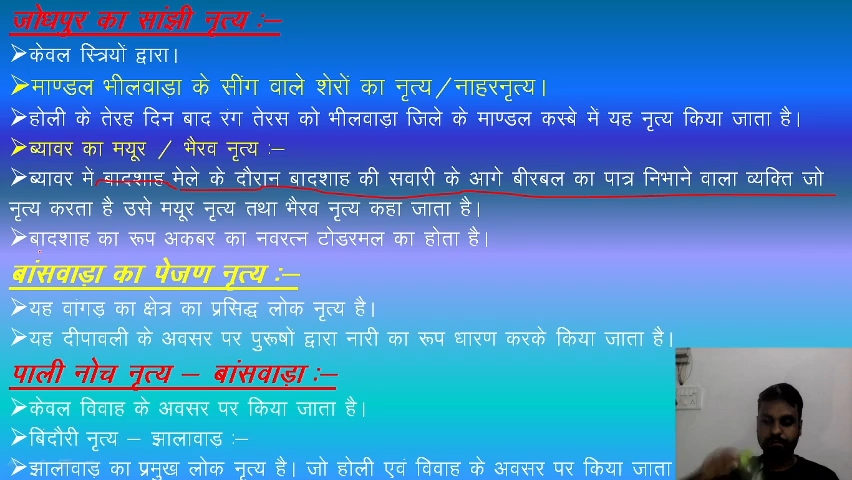 जोधपुर का सांझी नृत्य :–
➢केवल स्त्रियों द्वारा।
➢माण्डल भीलवाड़ा के सींग वाले शेरों का नृत्य/नाहरनृत्य।
➢होली के तेरह दिन बाद रंग तेरस को भीलवाड़ा जिले के माण्डल कस्बे में यह नृत्य किया जाता है।
➢ब्यावर का मयूर / भैरव नृत्य :–
➢ब्यावर में बादशाह मेले के दौरान बादशाह की सवारी के आगे बीरबल का पात्र निभाने वाला व्यक्ति जो
नृत्य करता है उसे मयूर नृत्य तथा भैरव नृत्य कहा जाता है।
➢बादशाह का रूप अकबर का नवरत्न टोडरमल का होता है।
बांसवाड़ा का पेजण नृत्य :–
➢यह वांगड़ का क्षेत्र का प्रसिद्ध लोक नृत्य है।
➢यह दीपावली के अवसर पर पुरूषो द्वारा नारी का रूप धारण करके किया जाता है।
पाली नोच नृत्य – बांसवाड़ा :–
➢केवल विवाह के अवसर पर किया जाता है।
➢बिंदौरी नृत्य – झालावाड़ :–
➢झालावाड़ का प्रमुख लोक नृत्य है। जो होली एवं विवाह के अवसर पर किया जाता